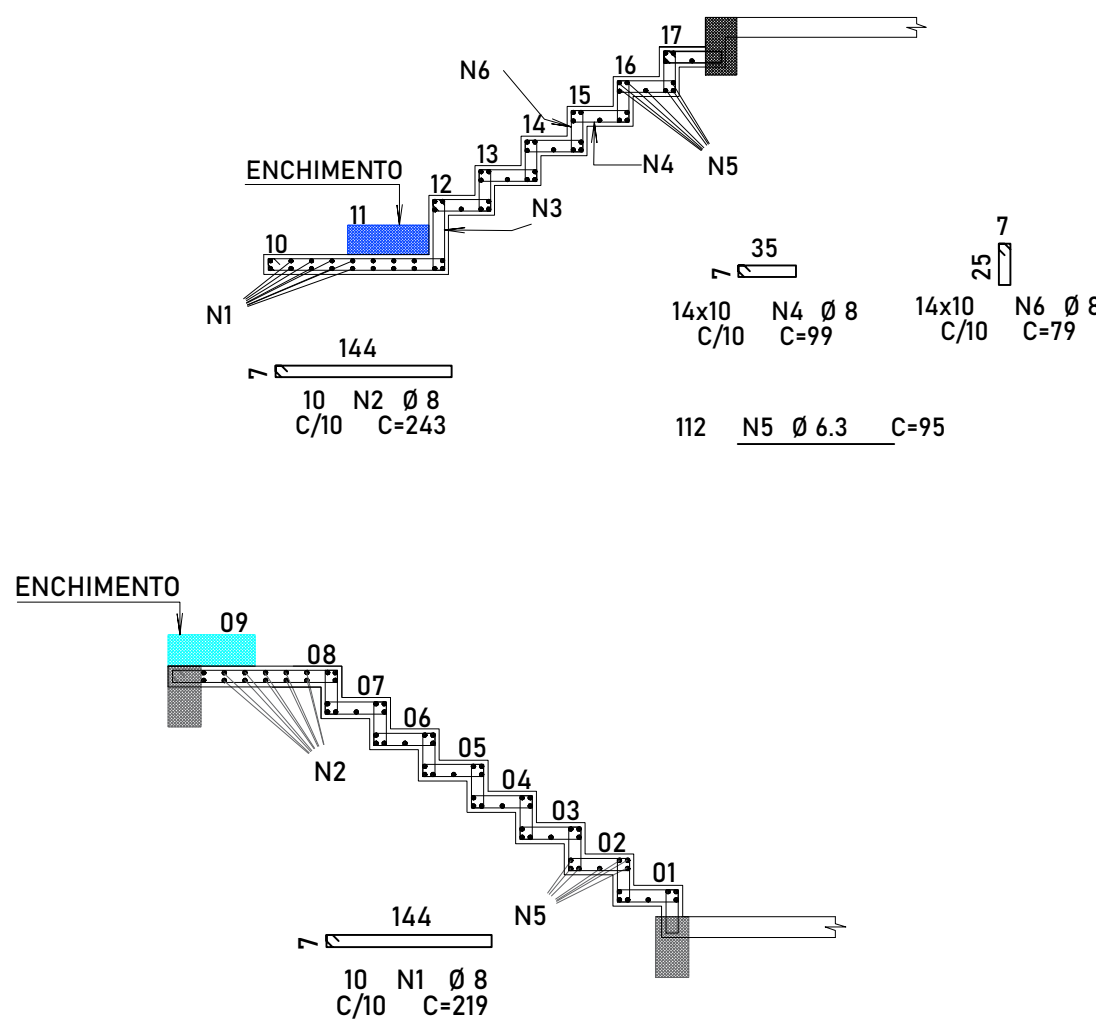 17
16
15
14
13
12
11
10
N6
ENCHIMENTO
N4
N5
N3
N1
35
7
14x10 N4 Ø 8
C/10 C=99
7
25
14x10 N6 Ø 8
C/10 C=79
144
7
10 N2 Ø 8
C/10 C=243
112 N5 Ø 6.3 C=95
ENCHIMENTO
09
08
07
06
05
04
03
02
01
N2
N5
144
7
10 N1 Ø 8
C/10 C=219